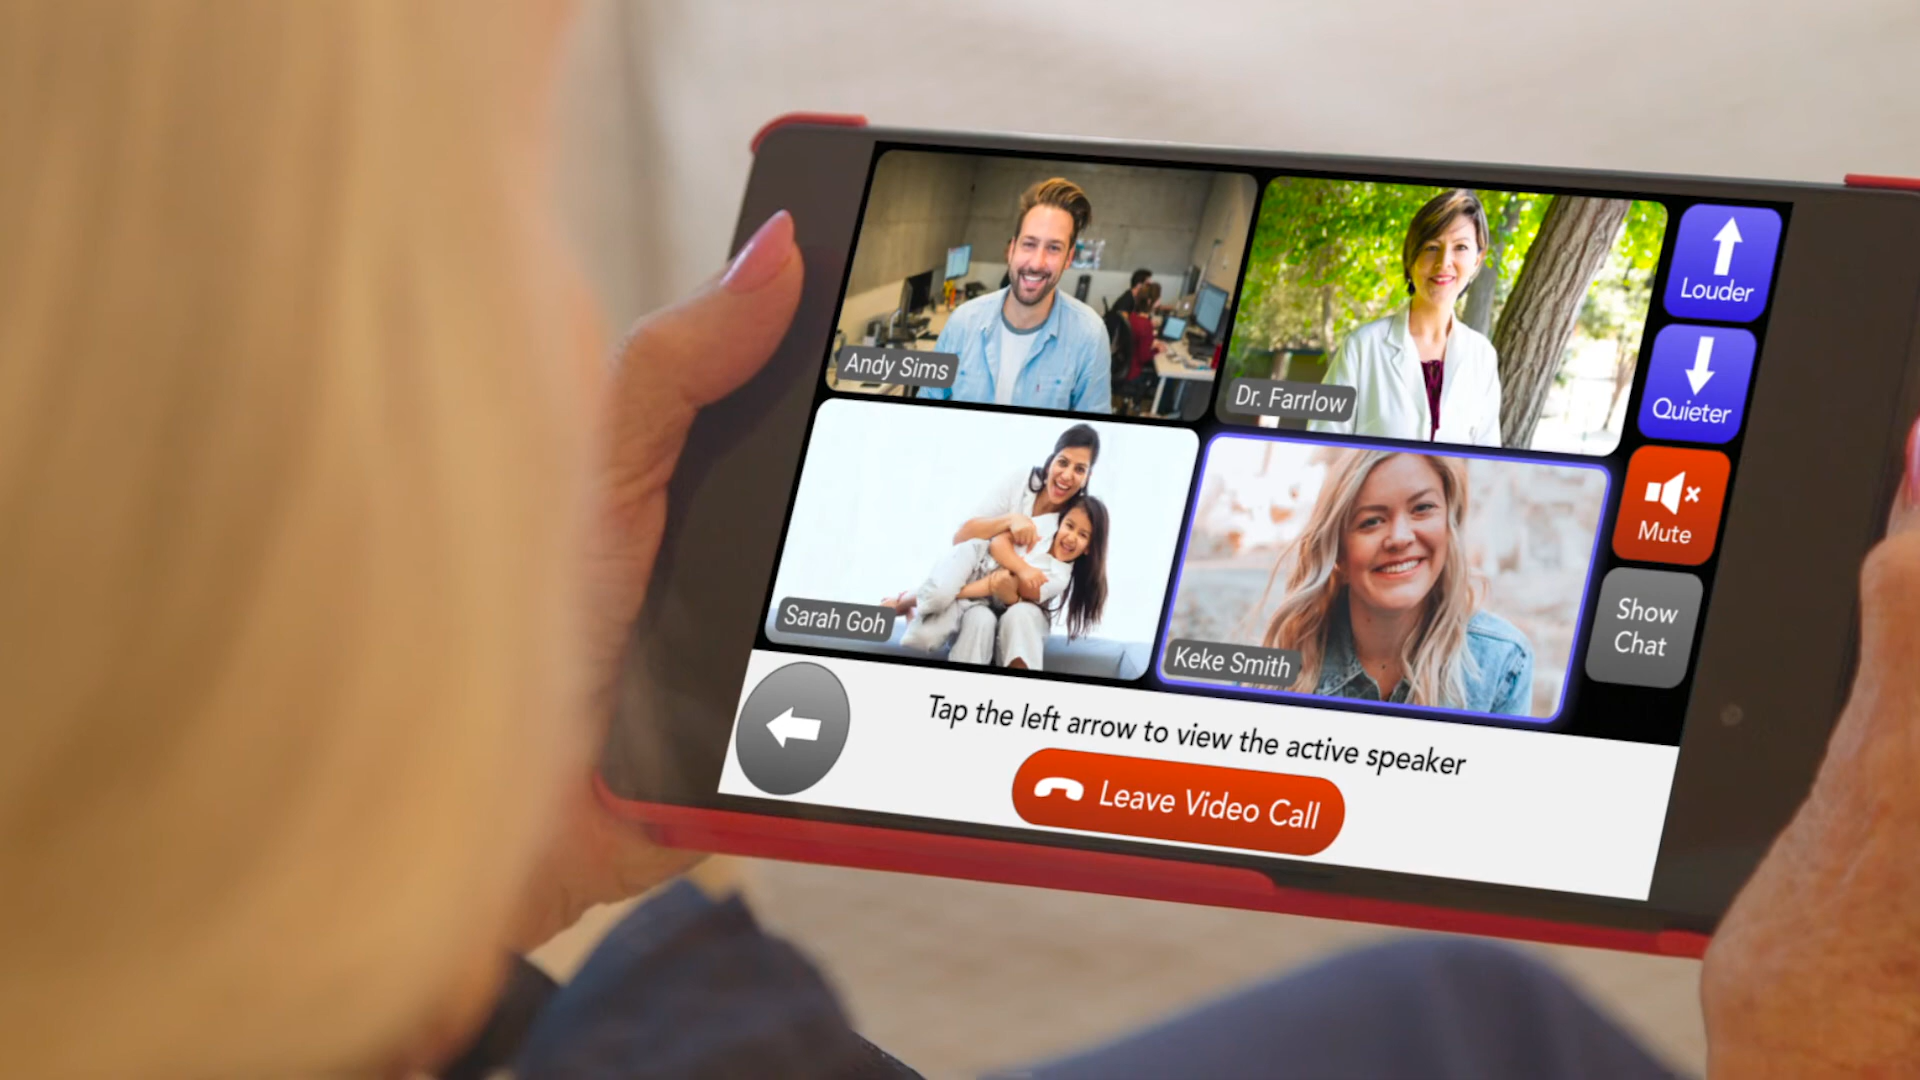 Andy Sims
Dr. Farrlow
Louder
Quieter
Sarah Goh
Keke Smith
Mute
Show
Chat
Tap the left arrow to view the active speaker
Leave Video Call